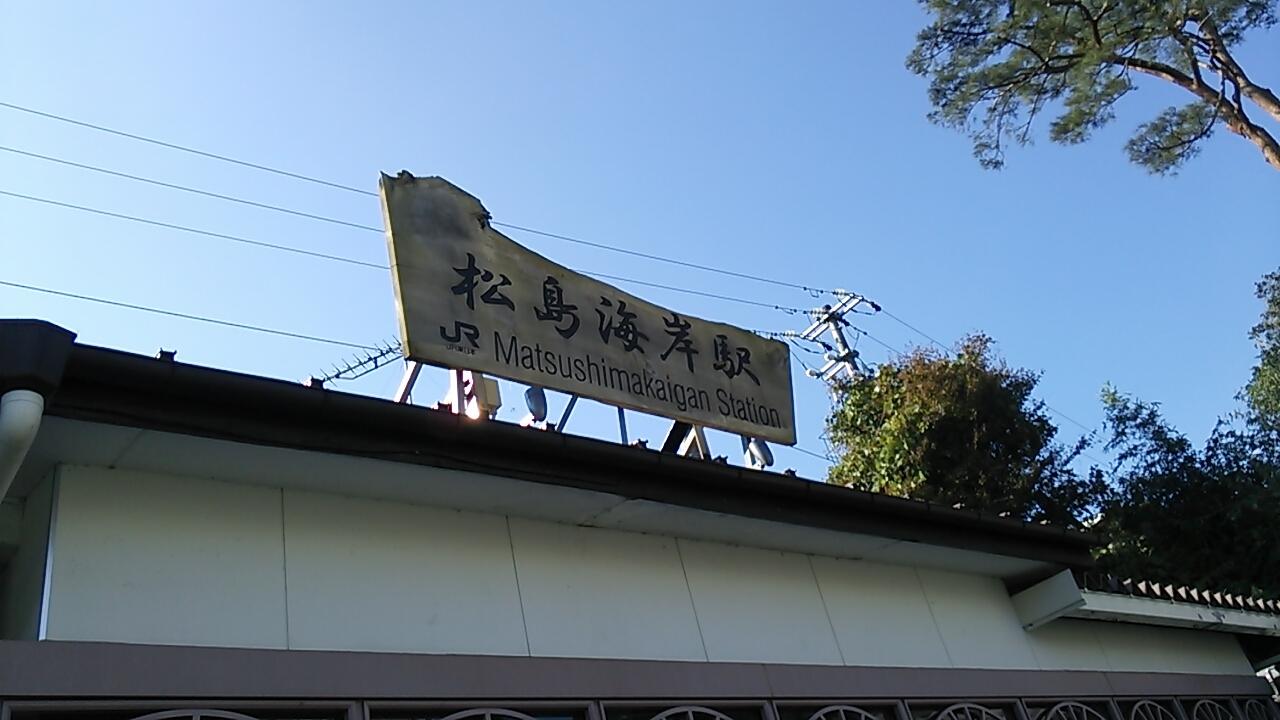 松島海岸駅
JR Matsushimakaigan Station